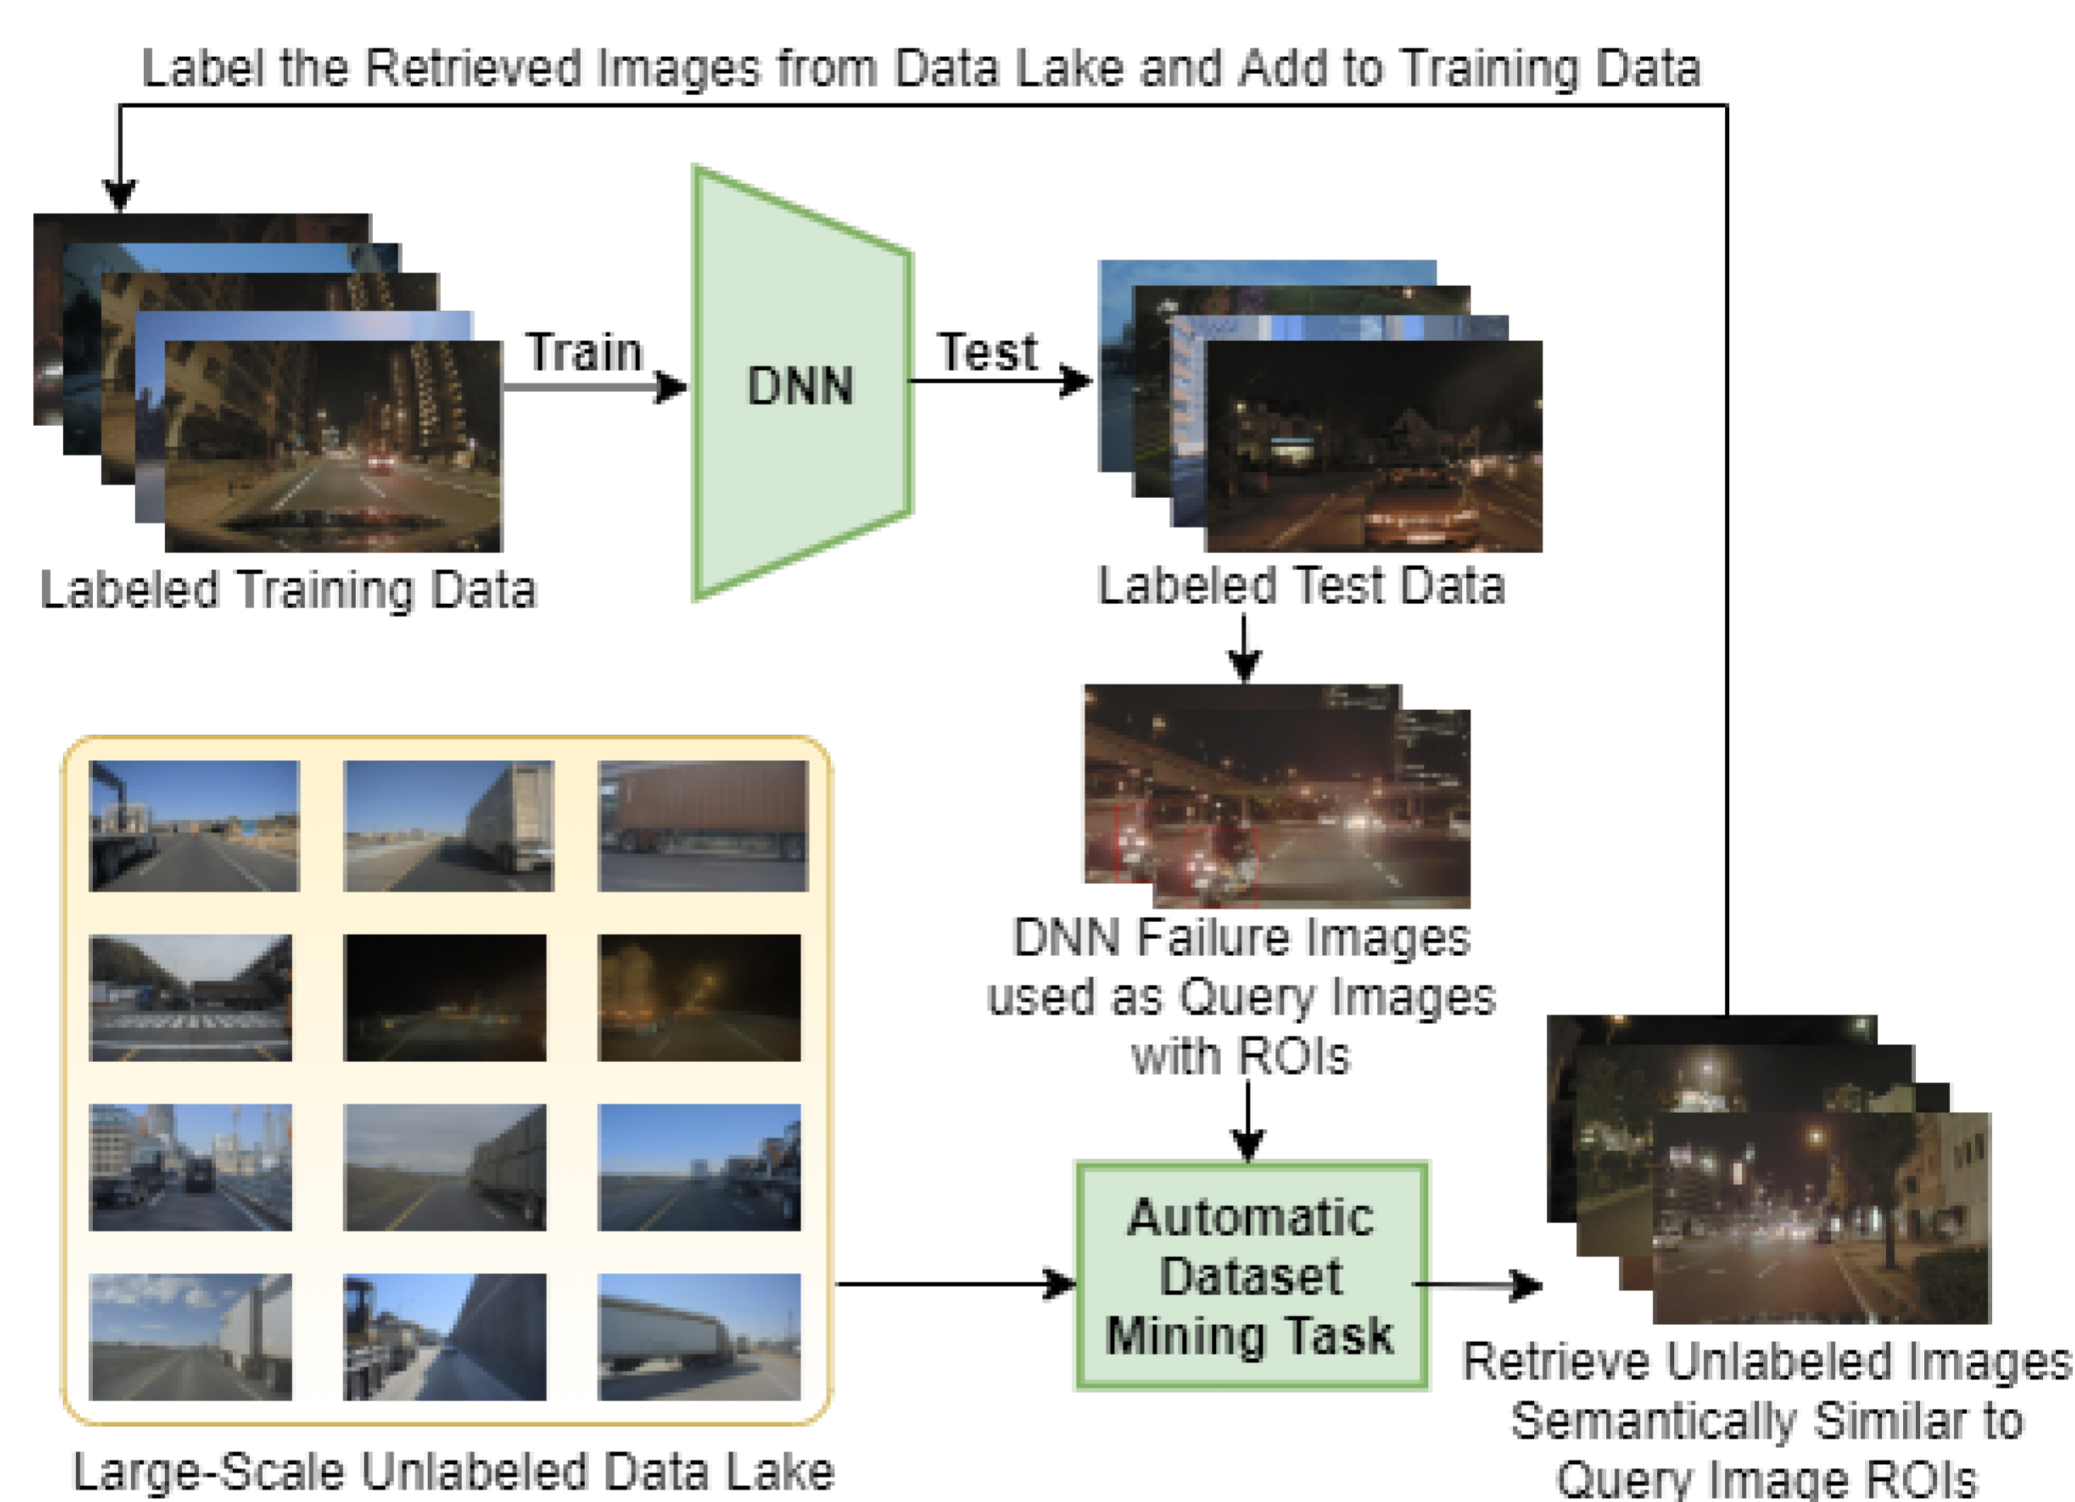 Label the Retrieved Images from Data Lake and Add to Training Data
Train
DNN
Test
Labeled Training Data
Labeled Test Data
DNN Failure Images
used as Query Images
with ROIs
Automatic
Dataset
Mining Task
Large-Scale Unlabeled Data Lake
Retrieve Unlabeled Images
Semantically Similar to
Query Image ROIs